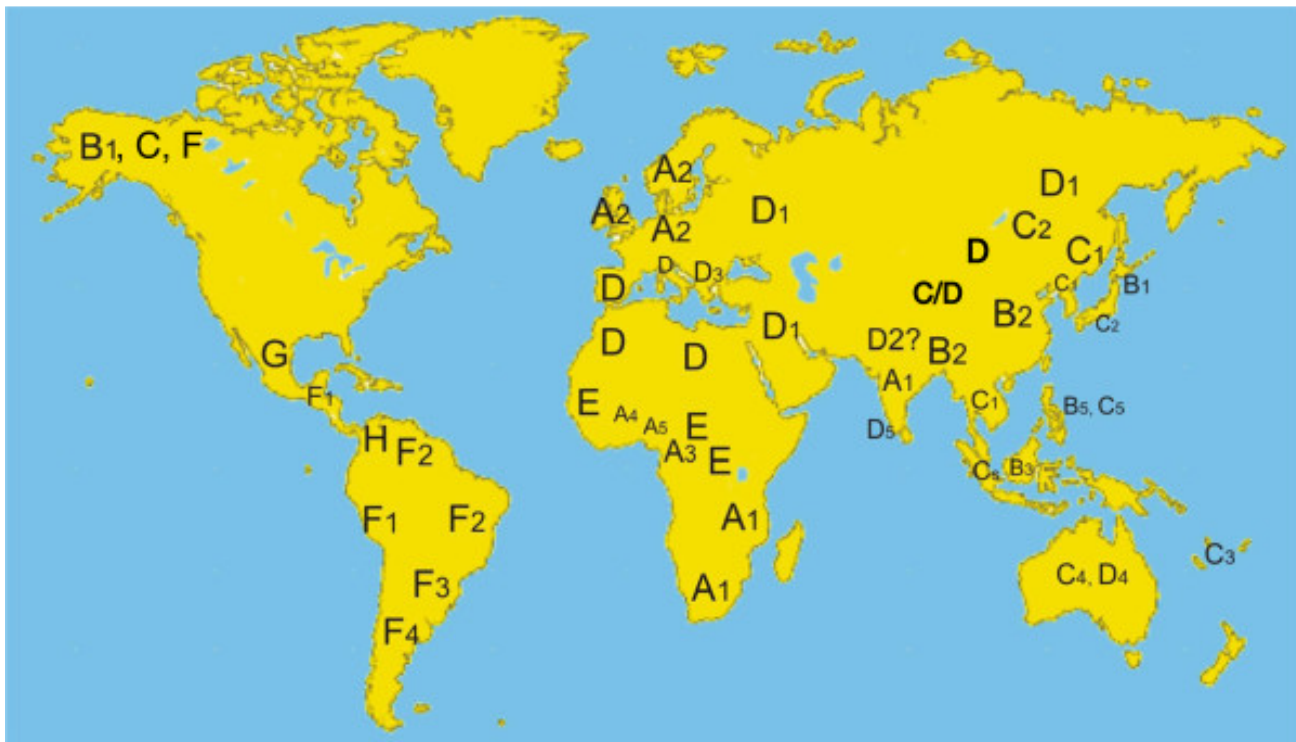 B1, C, F
A2
A2
A2
D1
D1
C2
D
C1
C1
B1
D
D3
D
C/D
B2
C2
D1
D
D
D2?
B2
G
A1
F1
E
A4
A5
E
C1
B5, C5
D5
H
F2
A3
E
B3
F1
F2
A1
C3
F3
A1
C4, D4
F4